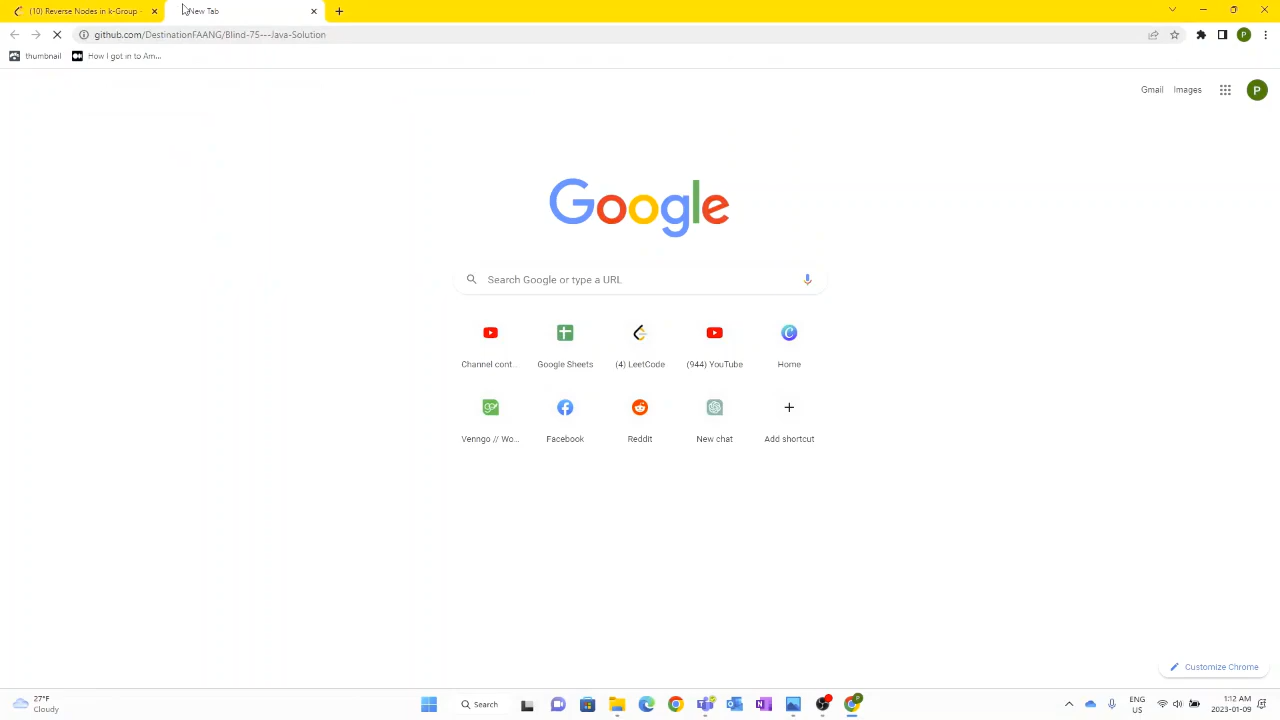 (10) Reverse Nodes in k-Group -
New Tab
github.com/DestinationFAANG/Blind-75---Java-Solution
P
thumbnail
How I got in to Am...
Gmail
Images
P
Google
Search Google or type a URL
Channel cont...
Google Sheets
(4) LeetCode
(944) YouTube
Home
Venngo // Wo...
Facebook
Reddit
New chat
Add shortcut
Customize Chrome
27°F
Cloudy
Search
ENG
US
1:12 AM
2023-01-09